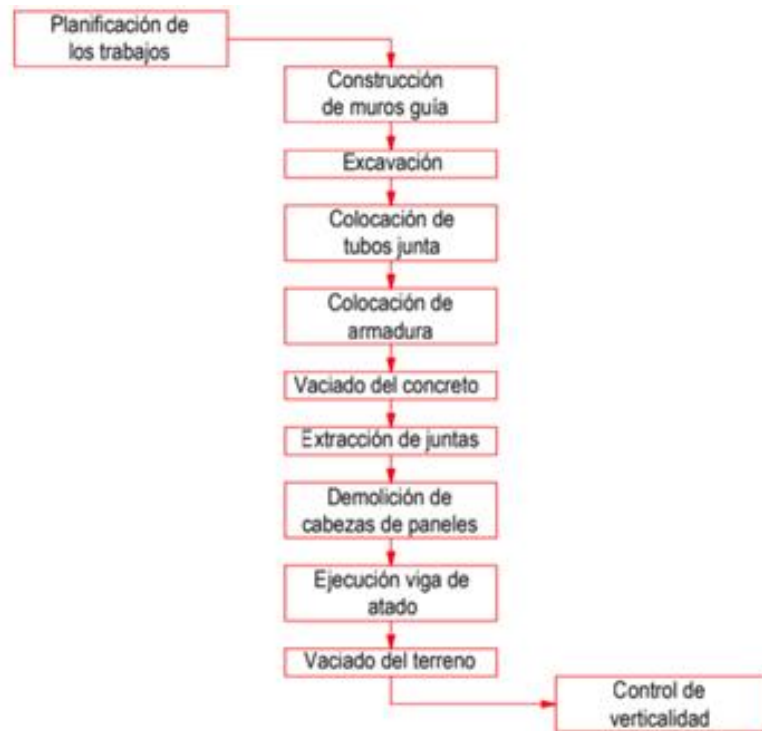 Planificación de
los trabajos
Construcción
de muros guía
Excavación
Colocación de
tubos junta
Colocación de
armadura
Vaciado del concreto
Extracción de juntas
Demolición de
cabezas de paneles
Ejecución viga de
atado
Vaciado del terreno
Control de
verticalidad